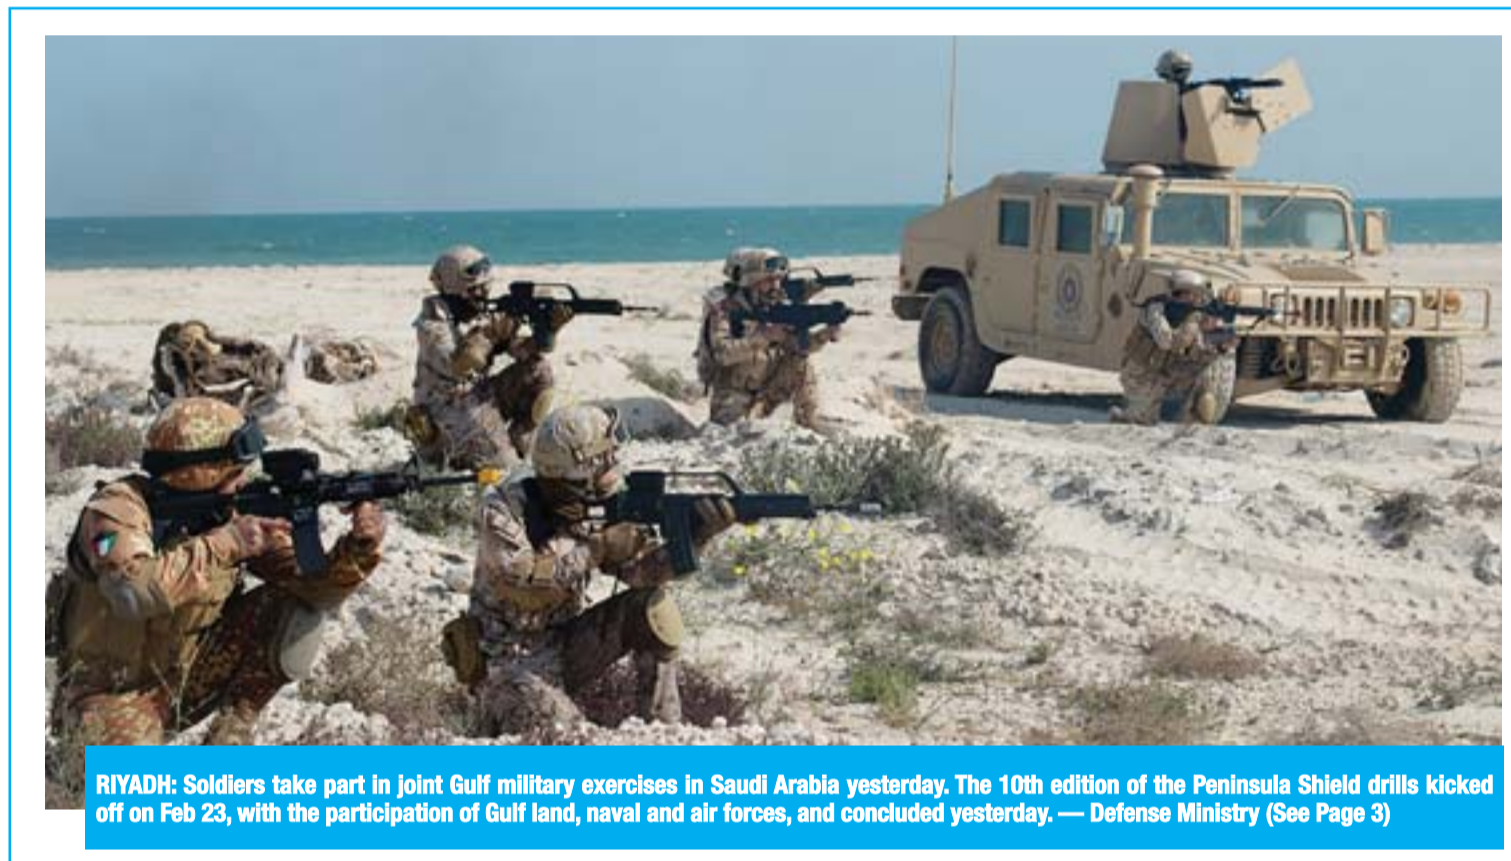 RIYADH: Soldiers take part in joint Gulf military exercises in Saudi Arabia yesterday. The 10th edition of the Peninsula Shield drills kicked
off on Feb 23, with the participation of Gulf land, naval and air forces, and concluded yesterday. — Defense Ministry (See Page 3)